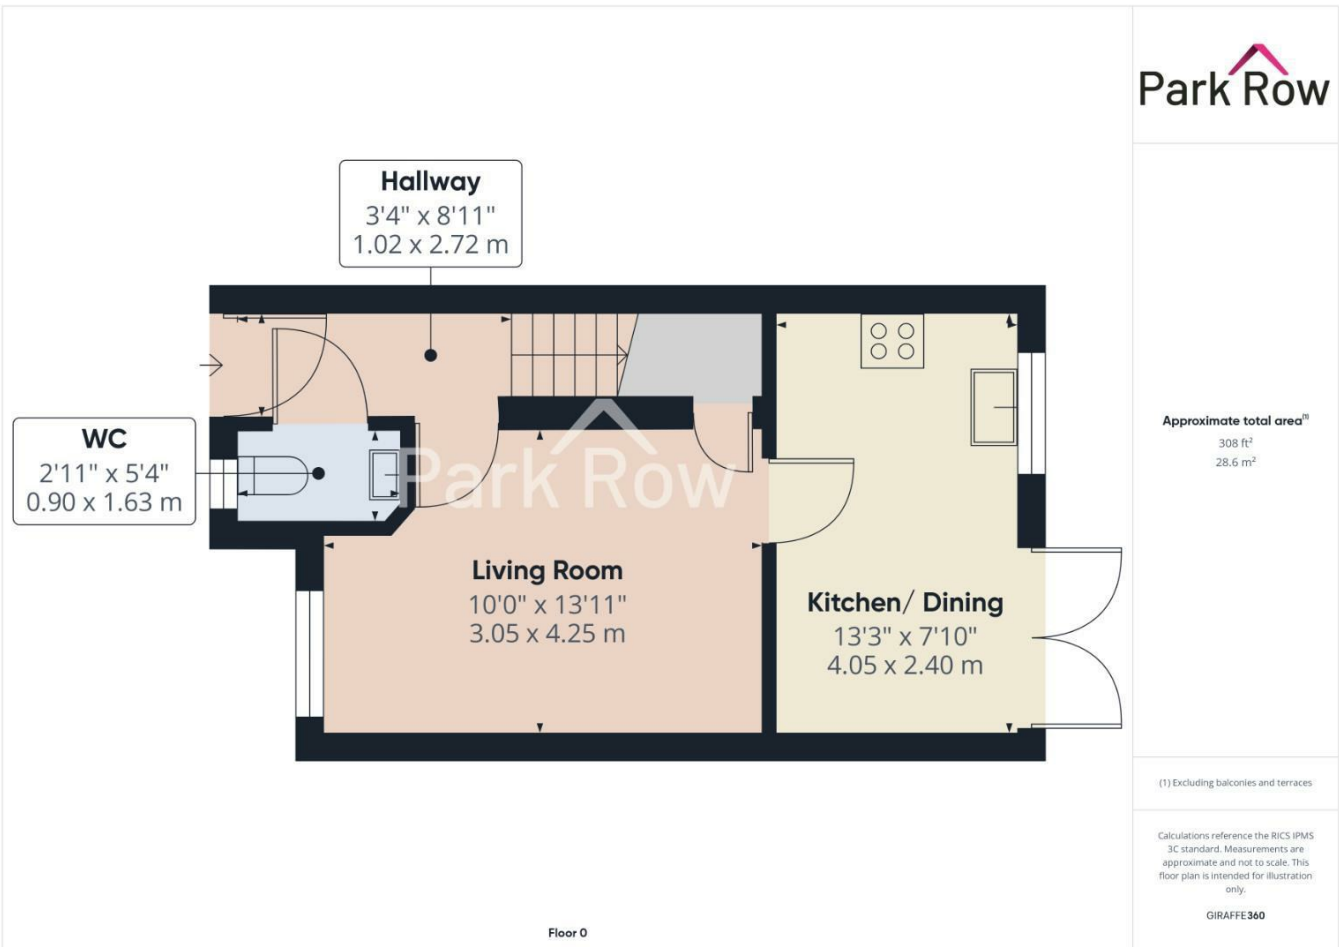 Park Row
Hallway
3'4" x 8'11"
1.02 x 2.72 m
WC
2'11" x 5'4"
0.90 x 1.63 m
Park Row
Living Room
10'0" x 13'11"
3.05 x 4.25 m
Kitchen/ Dining
13'3" x 7'10"
4.05 x 2.40 m
Approximate total area(1)
308 ft²
28.6 m²
(1) Excluding balconies and terraces
Calculations reference the RICS IPMS
3C standard. Measurements are
approximate and not to scale. This
floor plan is intended for illustration
only.
GIRAFFE360
Floor 0